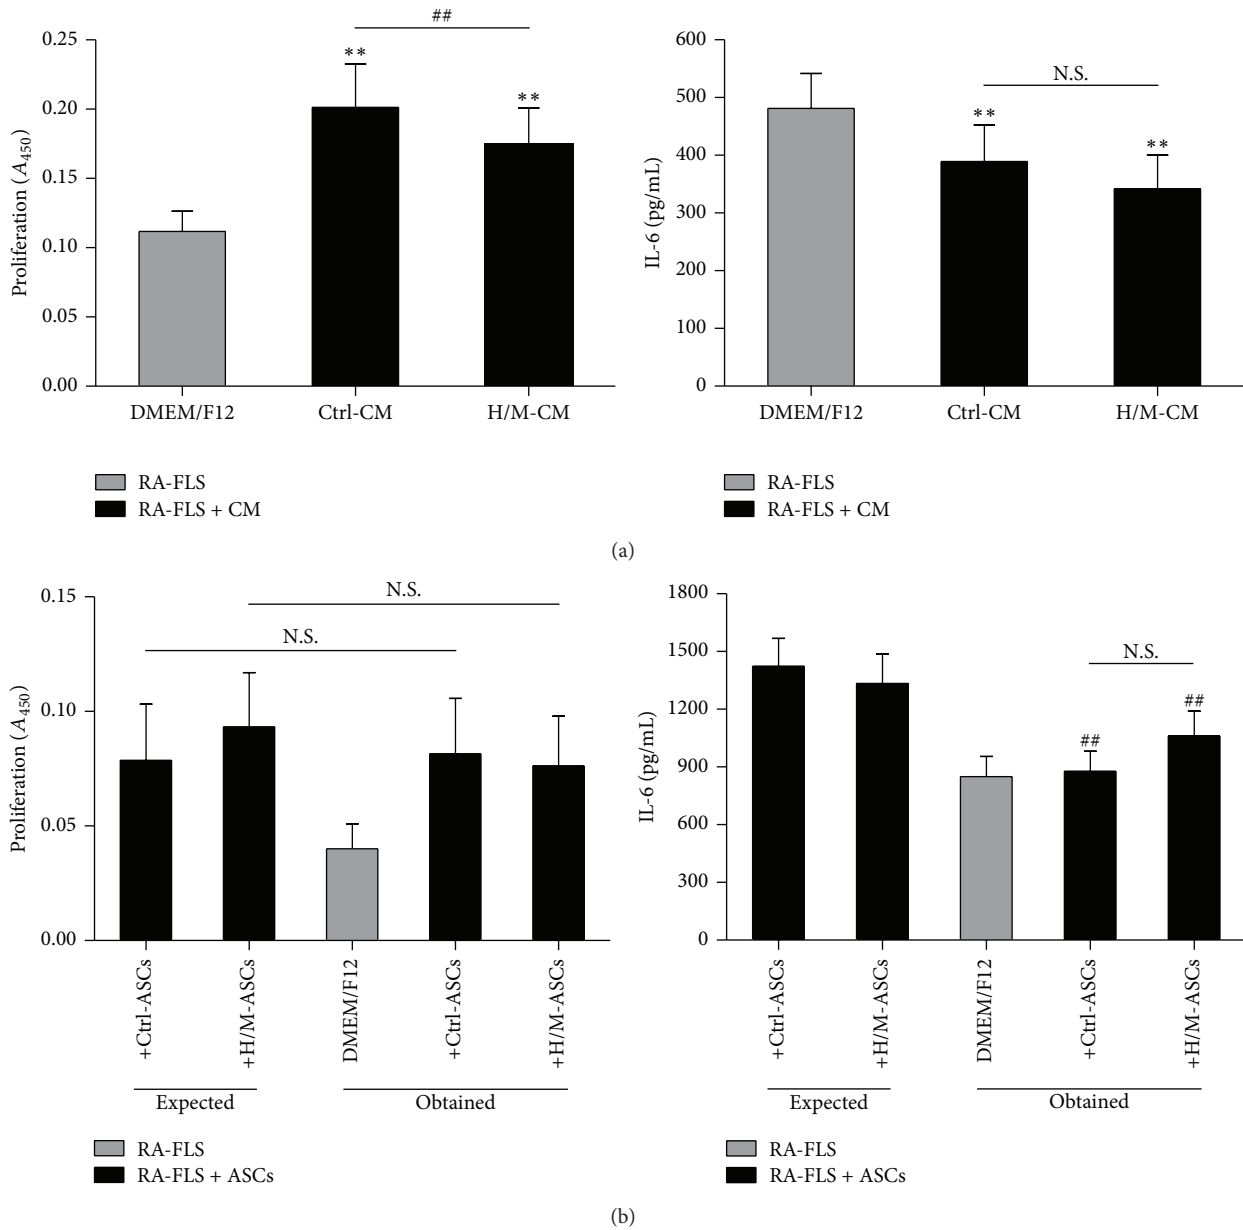 ##
0.25
**
0.20
**
0.15
0.10
0.05
0.00
Proliferation (A450)
DMEM/F12 Ctrl-CM H/M-CM
RA-FLS
RA-FLS + CM
600
N.S.
500
**
400
**
300
200
100
0
IL-6 (pg/mL)
DMEM/F12 Ctrl-CM H/M-CM
RA-FLS
RA-FLS + CM
(a)
0.15
N.S.
N.S.
0.10
0.05
0.00
Proliferation (A450)
+Ctrl-ASCs
+H/M-ASCs
DMEM/F12
+Ctrl-ASCs
+H/M-ASCs
Expected Obtained
RA-FLS
RA-FLS + ASCs
1800
1500
N.S.
1200
##
##
900
600
300
0
IL-6 (pg/mL)
+Ctrl-ASCs
+H/M-ASCs
DMEM/F12
+Ctrl-ASCs
+H/M-ASCs
Expected Obtained
RA-FLS
RA-FLS + ASCs
(b)